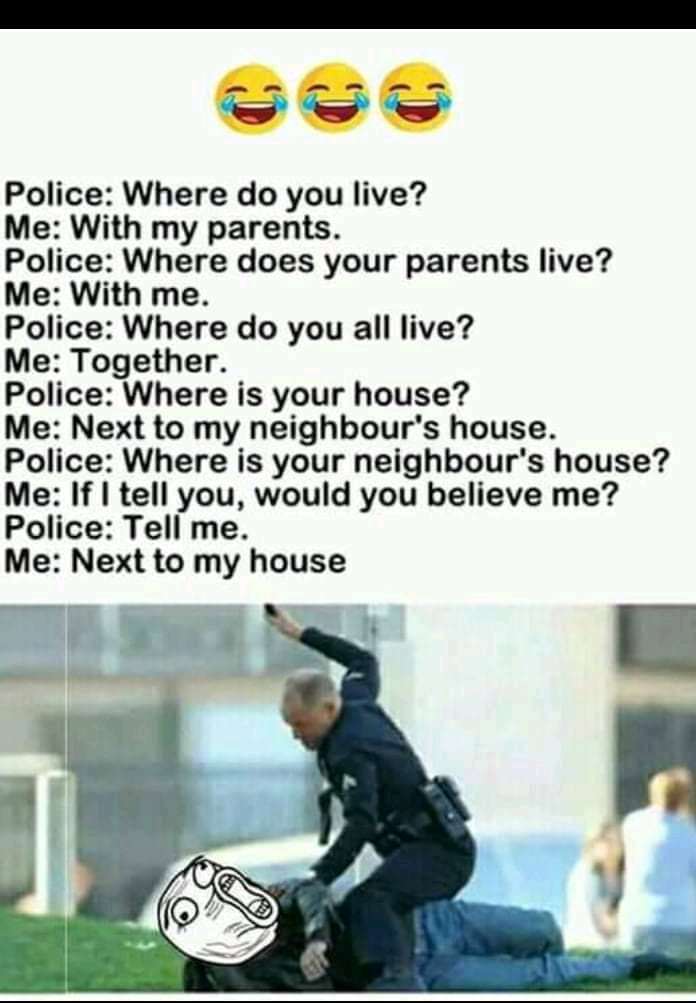 Police: Where do you live?
Me: With my parents.
Police: Where does your parents live?
Me: With me.
Police: Where do you all live?
Me: Together.
Police: Where is your house?
Me: Next to my neighbour's house.
Police: Where is your neighbour's house?
Me: If I tell you, would you believe me?
Police: Tell me.
Me: Next to my house